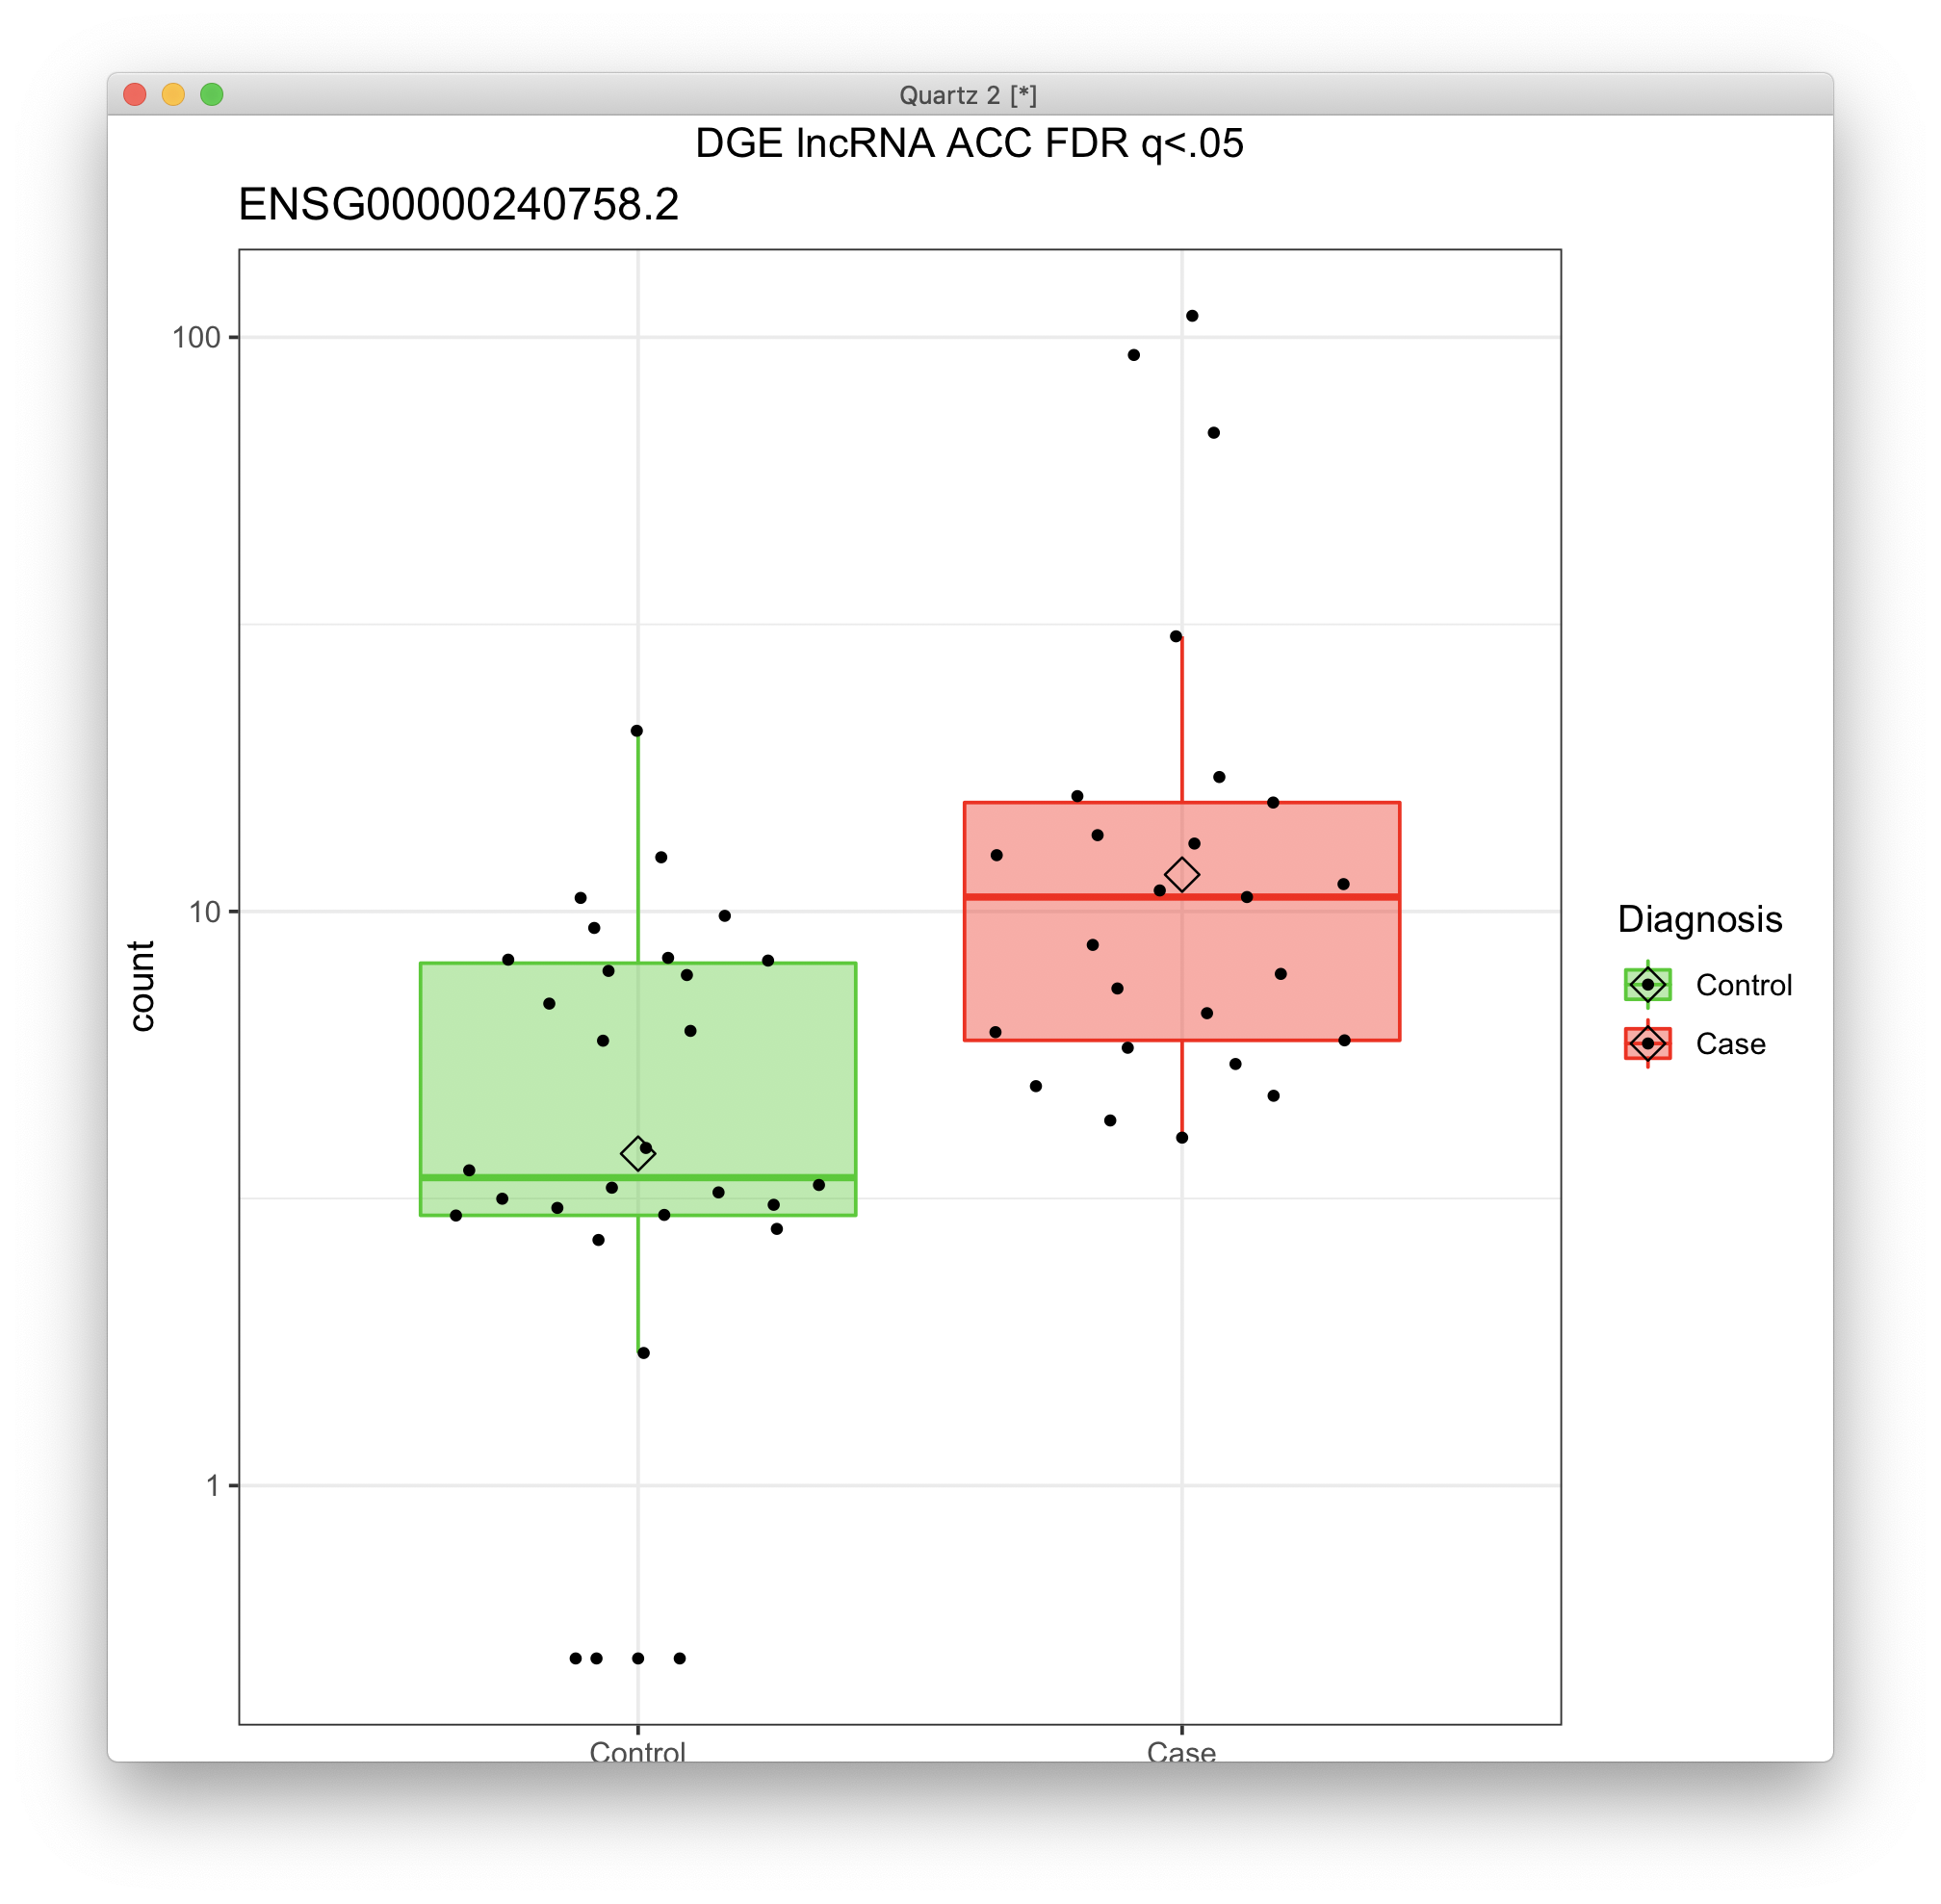 Quartz 2 [*]
DGE lncRNA ACC FDR q<.05
ENSG00000240758.2
100
10
1
count
Control
Case
Diagnosis
Control
Case